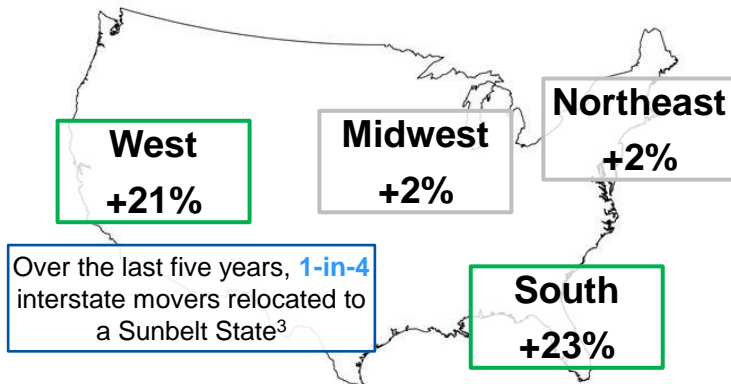 Northeast
+2%
Midwest
+2%
West
+21%
Over the last five years, 1-in-4
interstate movers relocated to
a Sunbelt State³
South
+23%